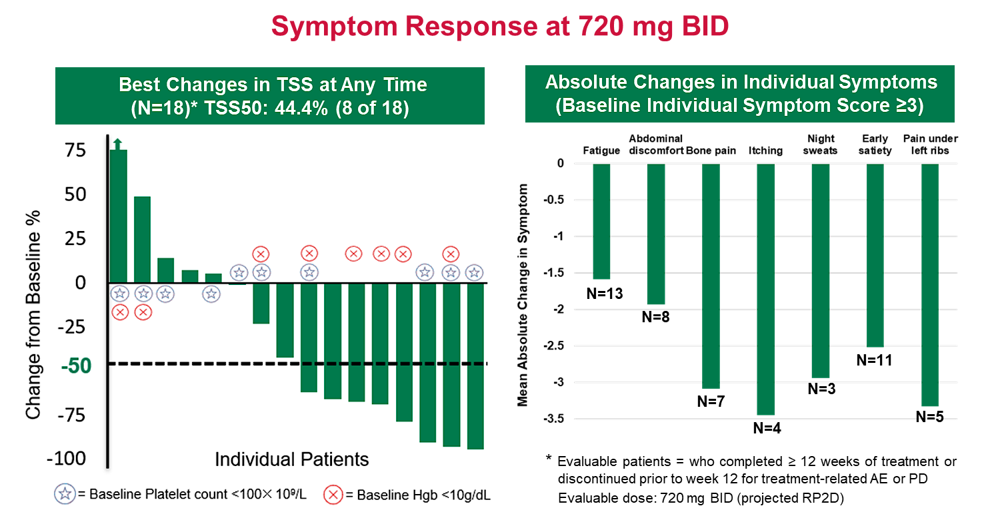 Symptom Response at 720 mg BID
Best Changes in TSS at Any Time
(N=18)* TSS50: 44.4% (8 of 18)
Change from Baseline %
75
50
25
0
-25
-50
-75
-100
Individual Patients
= Baseline Platelet count <100× 10⁹/L
= Baseline Hgb <10g/dL
Absolute Changes in Individual Symptoms
(Baseline Individual Symptom Score ≥3)
Mean Absolute Change in Symptom
0
-0.5
-1
-1.5
-2
-2.5
-3
-3.5
Fatigue
Abdominal
discomfort
Bone pain
Itching
Night
sweats
Early
satiety
Pain under
left ribs
N=13
N=8
N=7
N=4
N=3
N=11
N=5
* Evaluable patients = who completed ≥ 12 weeks of treatment or
discontinued prior to week 12 for treatment-related AE or PD
Evaluable dose: 720 mg BID (projected RP2D)